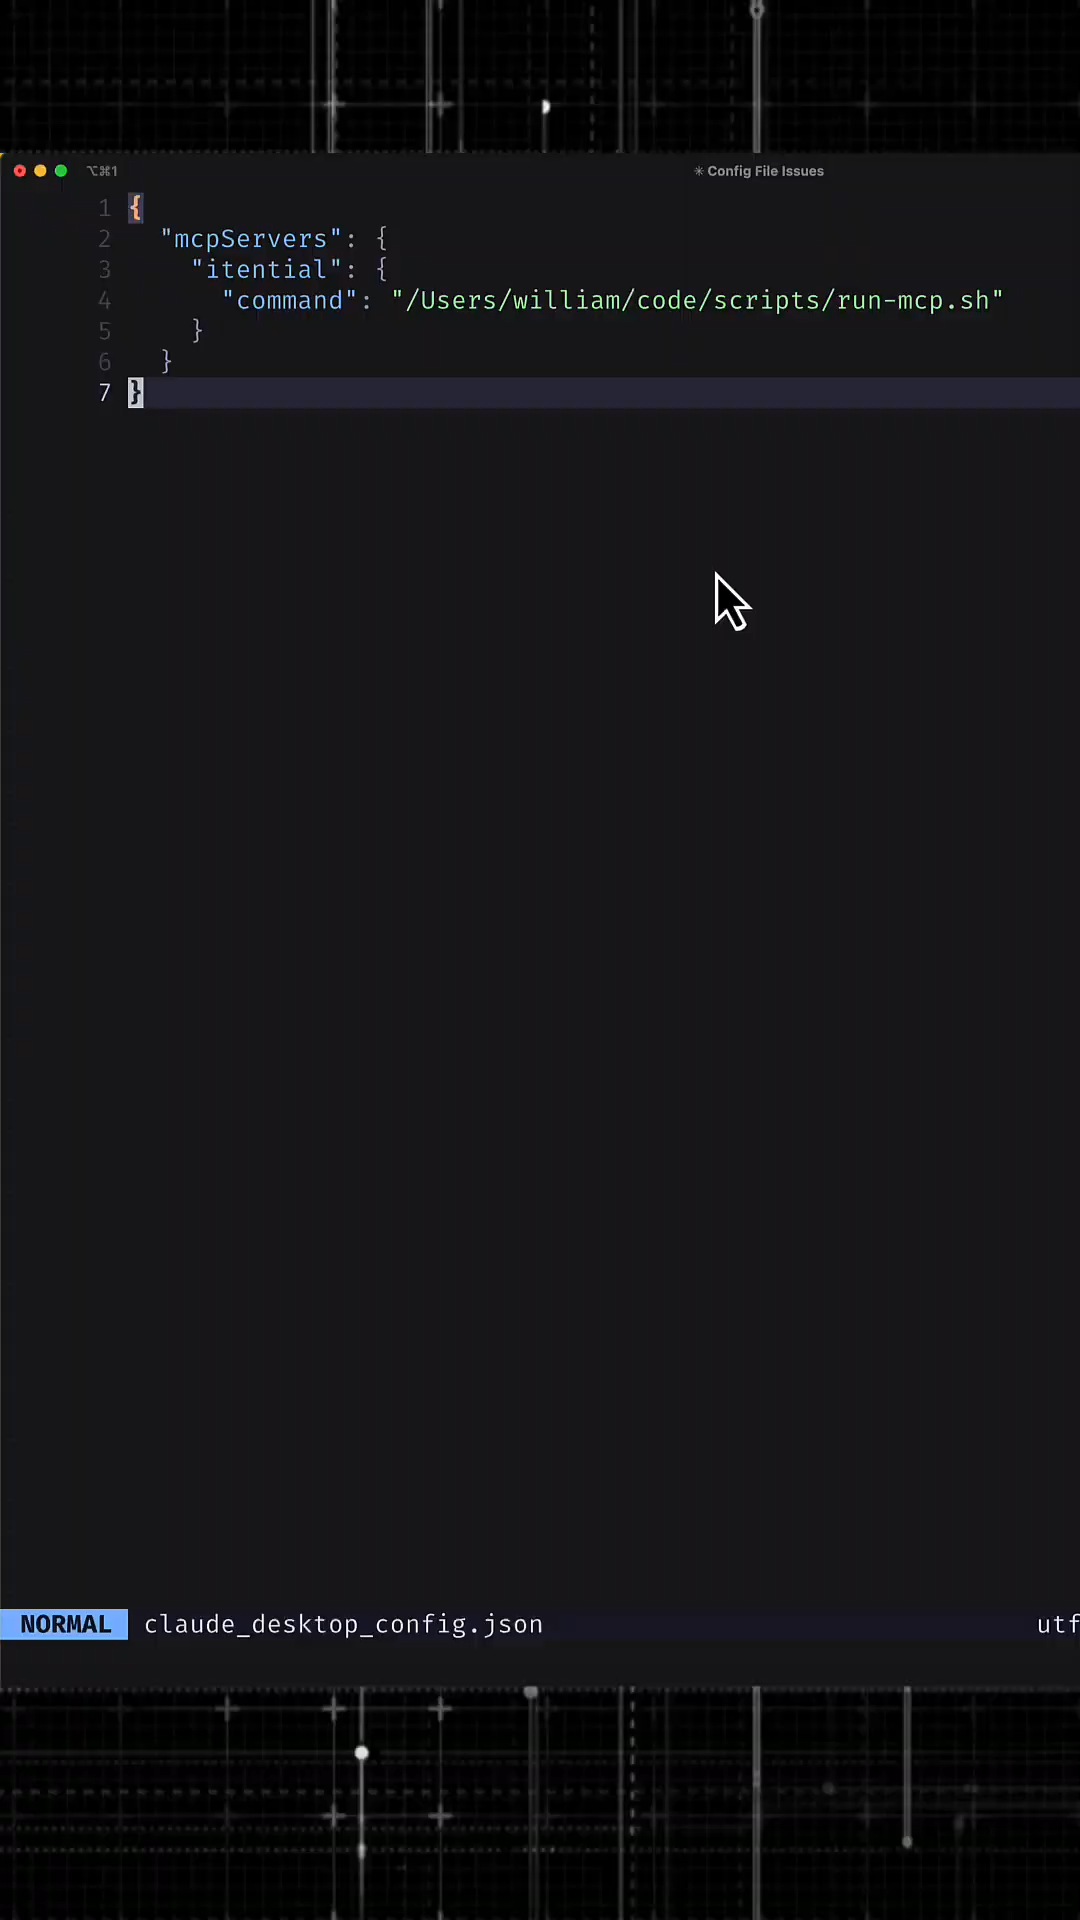 ⌥⌘1
✳ Config File Issues
1 {
2   "mcpServers": {
3     "itential": {
4       "command": "/Users/william/code/scripts/run-mcp.sh"
5     }
6   }
7 }
NORMAL claude_desktop_config.json utf